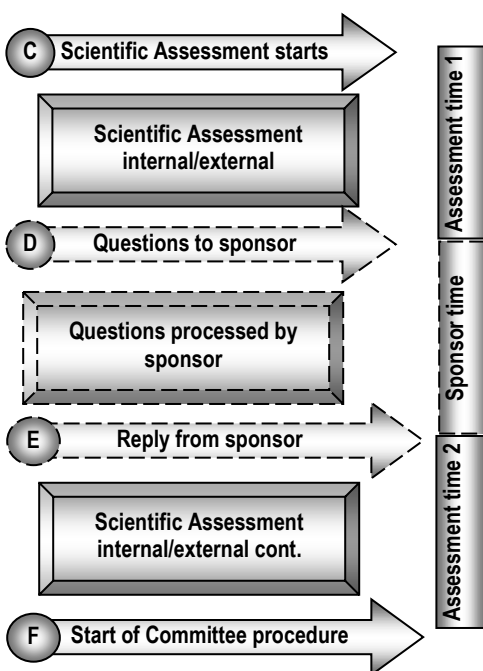 C Scientific Assessment starts
Scientific Assessment
internal/external
Assessment time 1
D Questions to sponsor
Questions processed by
sponsor
Sponsor time
E Reply from sponsor
Scientific Assessment
internal/external cont.
Assessment time 2
F Start of Committee procedure